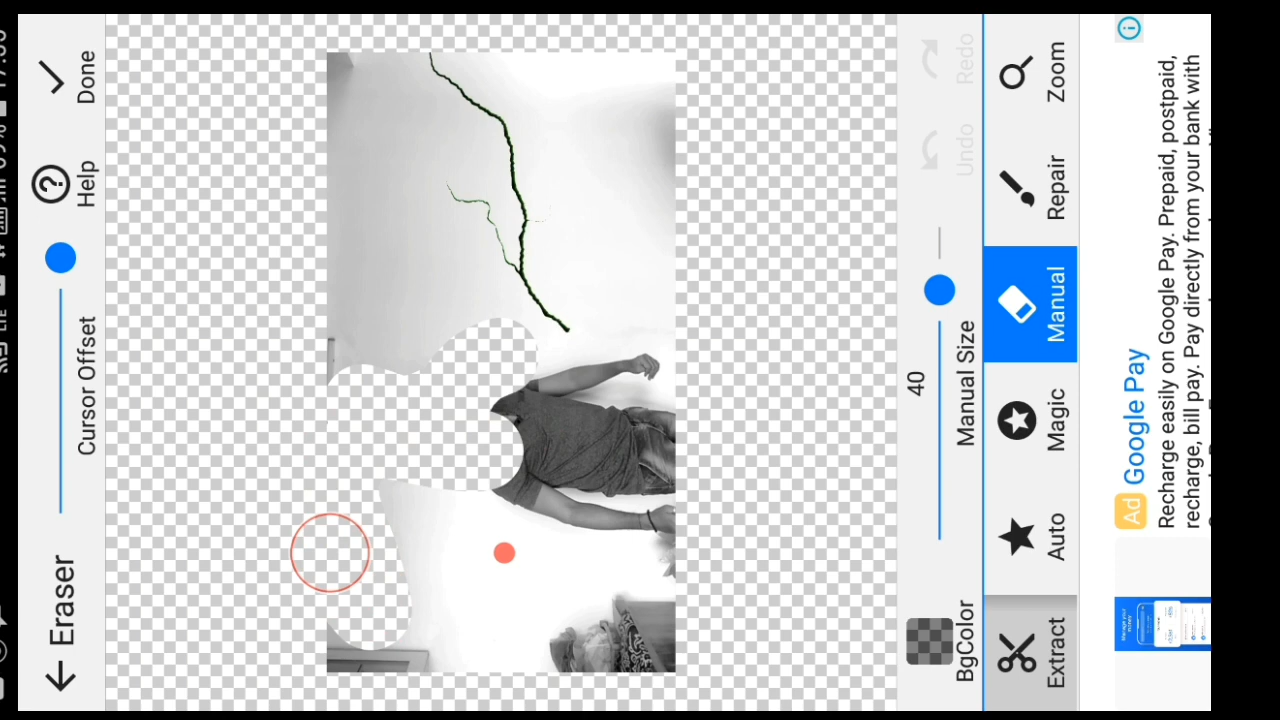 Eraser
Help
Done
Cursor Offset
40
BgColor
Manual Size
Undo
Redo
Extract
Auto
Magic
Manual
Repair
Zoom
Ad Google Pay
Recharge easily on Google Pay. Prepaid, postpaid,
recharge, bill pay. Pay directly from your bank with